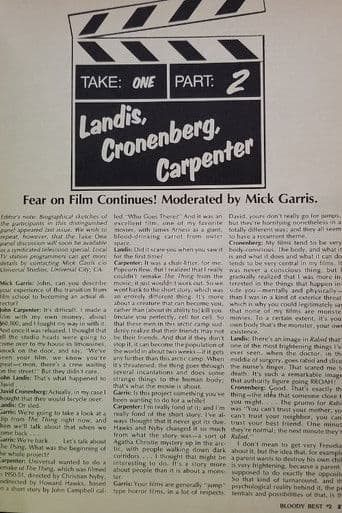 TAKE: ONE
PART: 2
Landis,
Cronenberg,
Carpenter
Fear on Film Continues! Moderated by Mick Garris.
Editor's note: Biographical sketches of
the participants in this distinguished
panel appeared last issue. We wish to
repeat, however, that the Take One
panel discussion will soon be available
as a syndicated television special. Local
TV station programmers can get more
details by contacting Mick Garris c/o
Universal Studios, Universal City, CA
Mick Garris: John, can you describe
your experience of the transition from
film school to becoming an actual di-
rector?
John Carpenter: It's difficult. I made a
film with my own money, about
$60,000, and I fought my way in with it.
And once it was released, I thought that
all the studio heads were going to
come over to my house in limousines,
knock on the door, and say, "We've
seen your film, we know you're
great—mon, there's a crew waiting
in the street!" But they didn't care.
John Landis: That's what happened to
David
David Cronenberg: Actually, in my case I
thought that they would bicycle over.
Landis: Or sled.
Garris: We're going to take a look at a
clip from The Thing right now, and
then we'll talk about that when we
come back.
Garris: We're back. Let's talk about
The Thing. What was the beginning of
the whole project?
Carpenter: Universal wanted to do a
remake of The Thing, which was filmed
in 1950-51, directed by Christian Nyby,
produced by Howard Hawks, based
on a short story by John Campbell cal-
led, "Who Goes There?" And it was an
excellent film, one of my favorite
movies, with James Arness as a giant,
blood-drinking carrot from outer
space.
Landis: Did it scare you when you saw it
for the first time?
Carpenter: It was a chair-lifter, for me.
Popcorn flies. But I realized that I really
couldn't remake The Thing from the
movie, it just wouldn't work out. So we
went back to the short story, which was
an entirely different thing. It's more
about a creature that can become you,
rather than just about its ability to kill you.
imitate you perfectly, cell for cell. So
that these men in this arctic camp sud-
denly realize that their friends may not
be their friends. And that if they don't
stop it, it can become the population of
the world in about two weeks—if it gets
any further than this arctic camp. When
it's threatened, the thing goes through
several incantations and does some
strange things to the human body;
that's what the movie is about.
Garris: Is this project something you've
been wanting to do for a while?
Carpenter: I'm really fond of it; and I'm
really fond of the short story. I've al-
ways thought that it never got its due.
Hawks and Nyby changed it so much
from what the story was—a sort of
Agatha Christie mystery up in the arc-
tic, with people walking down dark
corridors . . . I thought that might be
interesting to do. It's a story more
about people than it is about a mon-
ster.
Garris: Your films are generally "jump"
type horror films, in a lot of respects.
David, yours don't really go for jumps,
but they're horrifying nonetheless in a
totally different way; and they all seem
to have a recurrent theme.
Cronenberg: My films tend to be very
body-conscious. The body, and what it
is and what it does and what it can do
tends to be very central in my films. It
was never a conscious thing, but I
gradually realized that I was more in-
terested in the things that happen in-
side you—mentally and physically—
than I was in a kind of exterior threat
which is why you could legitimately say
that none of my films are monster
movies. To a certain extent, it's you
own body that's the monster, your own
existence.
Landis: There's an image in Rabid that's
one of the most frightening things I've
ever seen, when the doctor, in the
middle of surgery, goes rabid and slices
the nurse's finger. That scared me to
death. It's such a remarkable image of
that authority figure going RROAH!
Cronenberg: Good. That's exactly the
thing—the idea that someone close to
you might . . . The promo for Rabid
was "You can't trust your mother, you
can't trust your neighbor, you can't
trust your best friend. One minute
they're normal; the next minute they're
Rabid."
I don't mean to get very Freudian
about it, but the idea that, for example
a parent wants to destroy his own child
is very frightening, because a parent is
supposed to do exactly the opposite.
So that kind of turnaround, and the
psychological reality behind it, the po-
tentials and possibilities of that, is the
BLOODY BEST #2